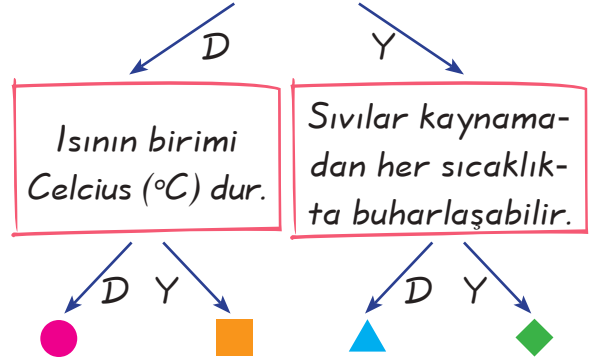 D Y
Isının birimi
Celcius (°C) dur.
Sıvılar kaynama-
dan her sıcaklık-
ta buharlaşabilir.
D Y D Y